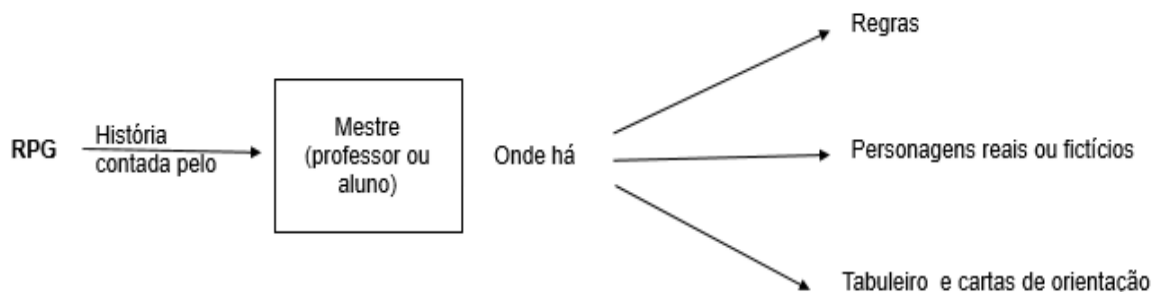 RPG
História
contada pelo
Mestre
(professor ou
aluno)
Onde há
Regras
Personagens reais ou fictícios
Tabuleiro e cartas de orientação